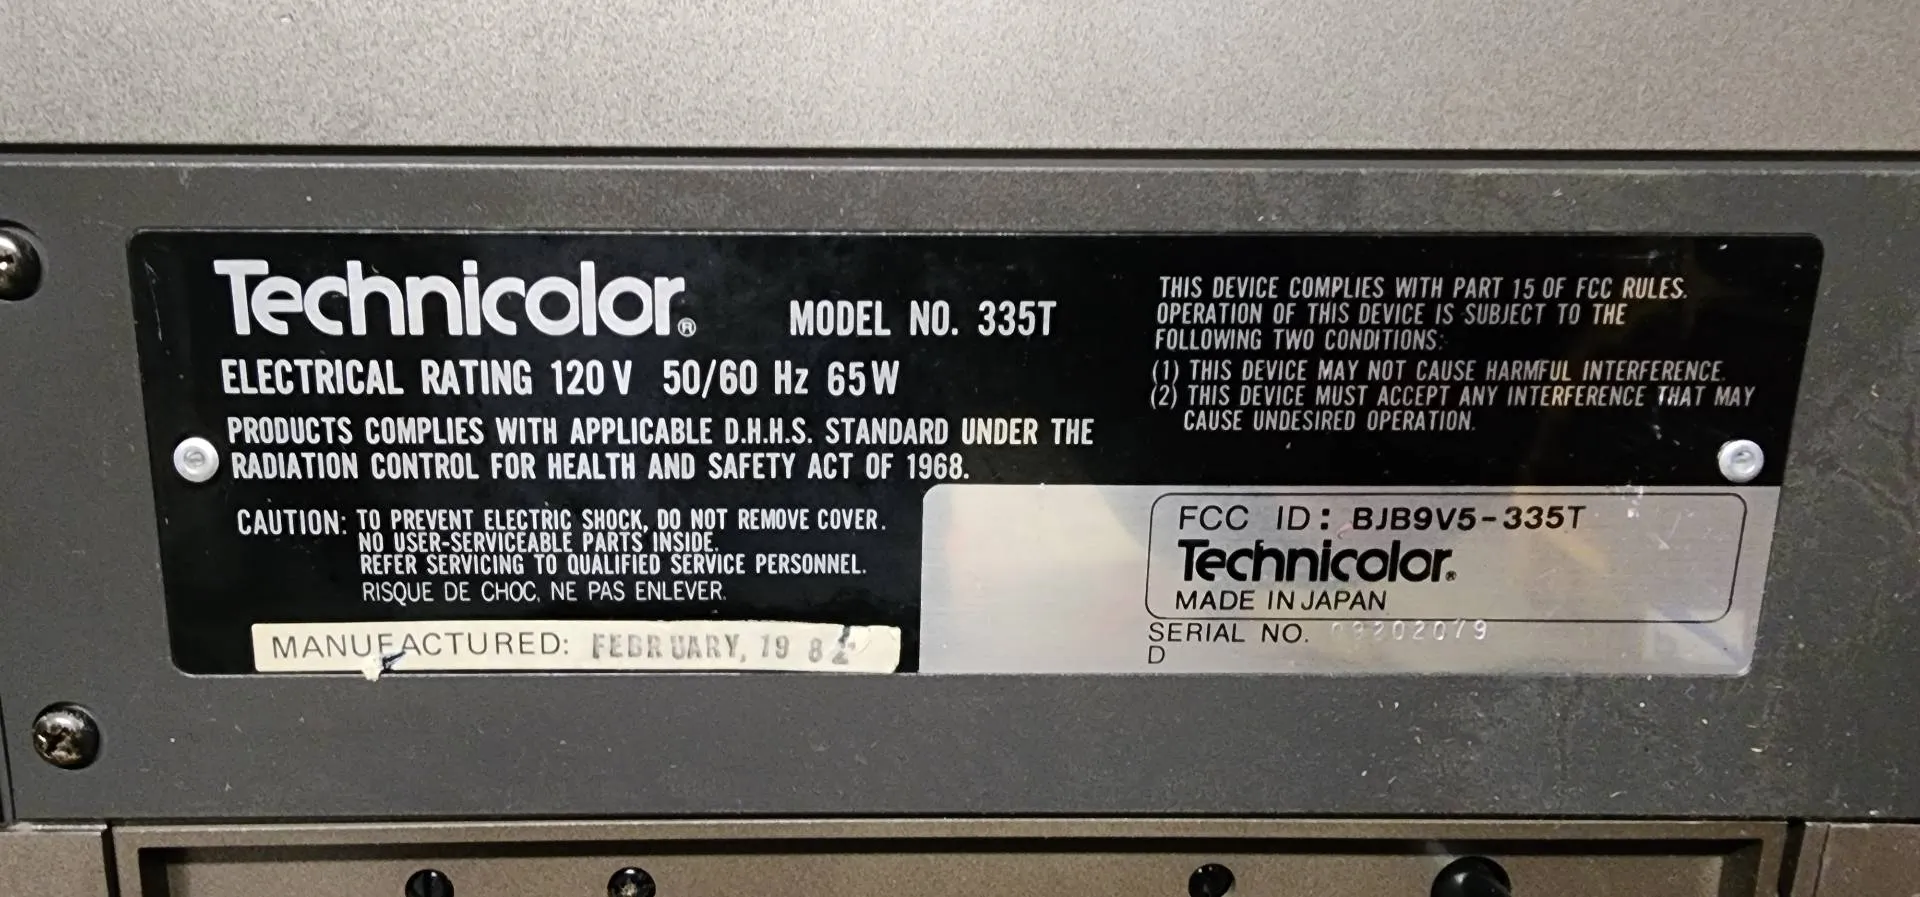 Technicolor®
MODEL NO. 335T
ELECTRICAL RATING 120V 50/60 Hz 65W
PRODUCTS COMPLIES WITH APPLICABLE D.H.H.S. STANDARD UNDER THE
RADIATION CONTROL FOR HEALTH AND SAFETY ACT OF 1968.
CAUTION: TO PREVENT ELECTRIC SHOCK, DO NOT REMOVE COVER.
NO USER-SERVICEABLE PARTS INSIDE.
REFER SERVICING TO QUALIFIED SERVICE PERSONNEL.
RISQUE DE CHOC, NE PAS ENLEVER.
MANUFACTURED: FEBRUARY, 19 82
THIS DEVICE COMPLIES WITH PART 15 OF FCC RULES.
OPERATION OF THIS DEVICE IS SUBJECT TO THE
FOLLOWING TWO CONDITIONS:
(1) THIS DEVICE MAY NOT CAUSE HARMFUL INTERFERENCE.
(2) THIS DEVICE MUST ACCEPT ANY INTERFERENCE THAT MAY
CAUSE UNDESIRED OPERATION.
FCC ID: BJB9V5-335T
Technicolor®
MADE IN JAPAN
SERIAL NO.
D